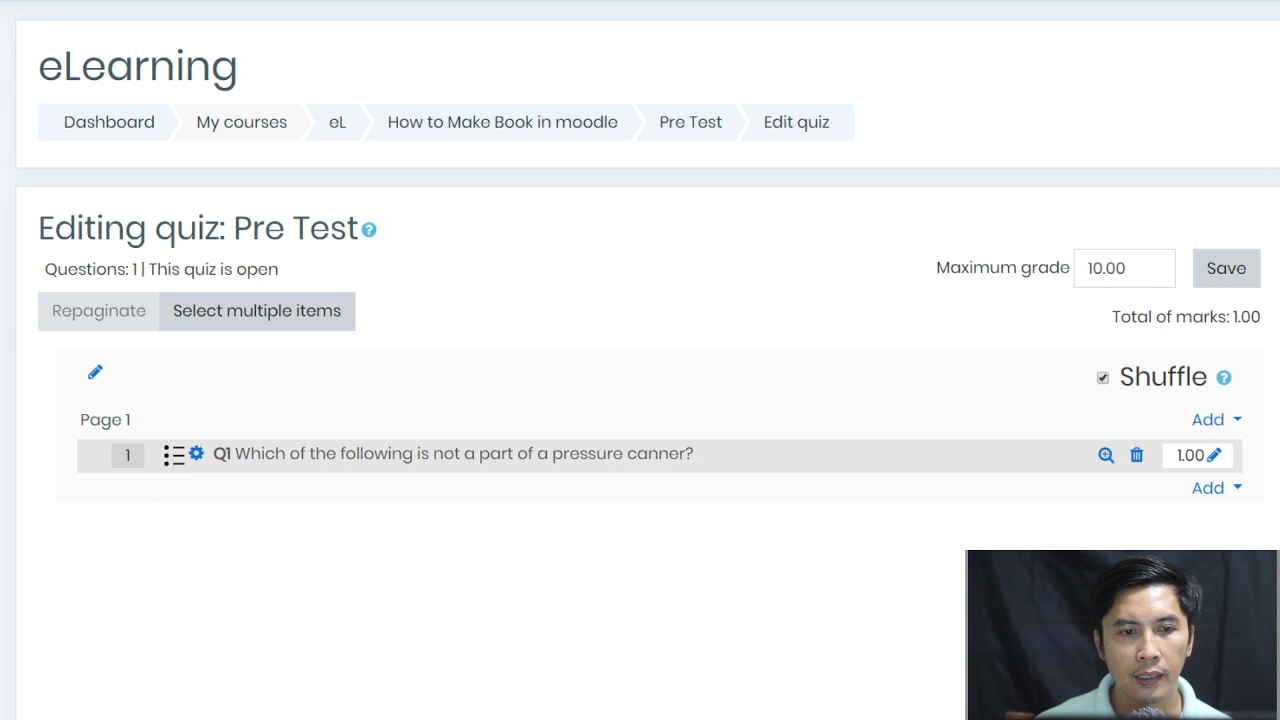 eLearning
Dashboard My courses eL How to Make Book in moodle Pre Test Edit quiz
Editing quiz: Pre Test
Questions: 1 | This quiz is open
Maximum grade 10.00 Save
Repaginate Select multiple items
Total of marks: 1.00
Shuffle
Page 1
Add
1 Q1 Which of the following is not a part of a pressure canner? 1.00
Add